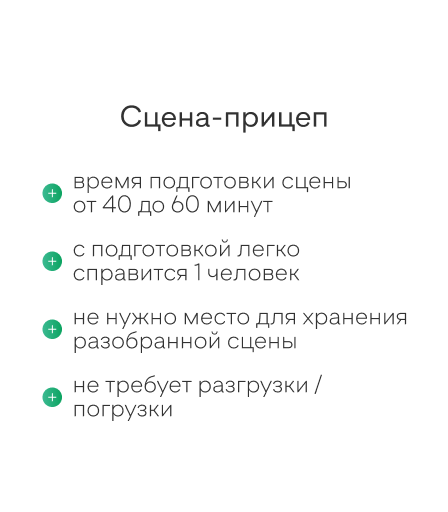 Сцена-прицеп
время подготовки сцены
от 40 до 60 минут
с подготовкой легко
справится 1 человек
не нужно место для хранения
разобранной сцены
не требует разгрузки /
погрузки